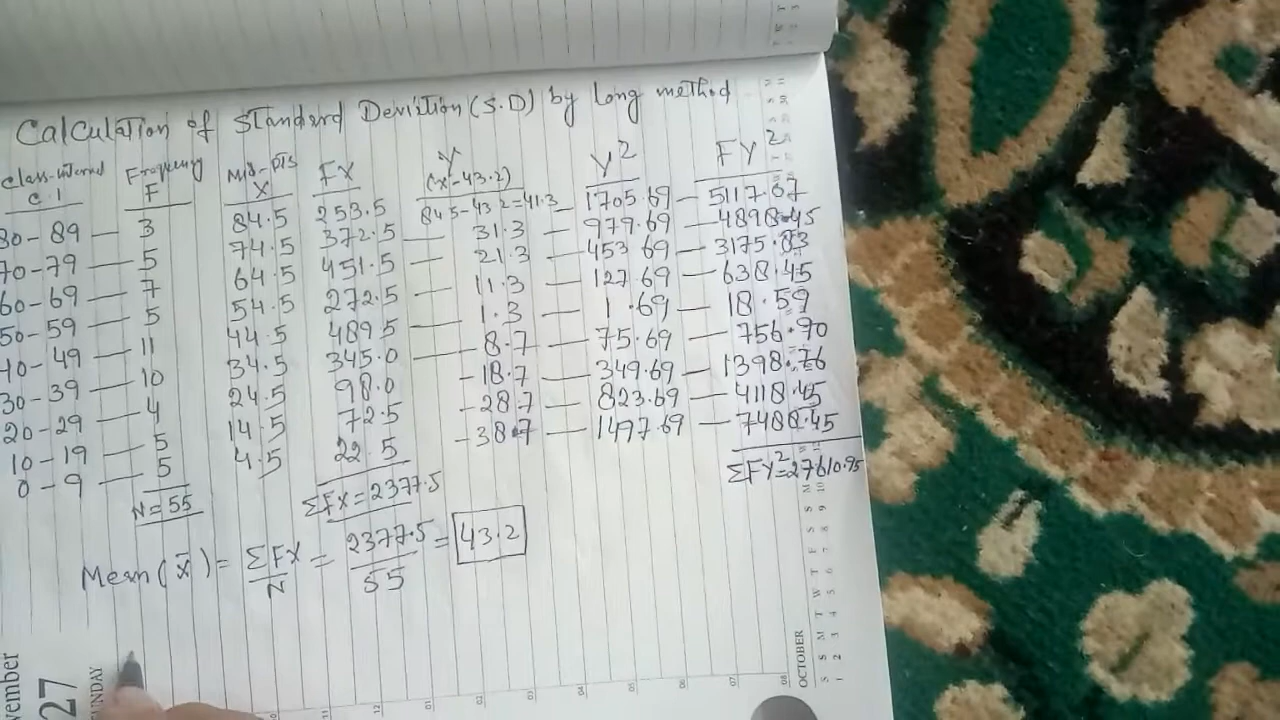 Calculation of Standard Deviation (S.D) by long method
Class-interval C.I Frequency F Mid-pts X FX Y (x-43.2) Y² FY²
80-89 — 3 84.5 253.5 84.5-43.2=41.3 — 1705.69 — 5117.07
70-79 — 5 74.5 372.5 — 31.3 — 979.69 — 4898.45
60-69 — 7 64.5 451.5 — 21.3 — 453.69 — 3175.83
50-59 — 5 54.5 272.5 — 11.3 — 127.69 — 638.45
40-49 — 11 44.5 489.5 — 1.3 — 1.69 — 18.59
30-39 — 10 34.5 345.0 — 8.7 — 75.69 — 756.90
20-29 — 4 24.5 98.0 -18.7 — 349.69 — 1398.76
10-19 — 5 14.5 72.5 -28.7 — 823.69 — 4118.45
0-9 — 5 4.5 22.5 -38.7 — 1497.69 — 7488.45
N=55 ΣFX=2377.5 ΣFY²=27610.95
Mean (x̄) = ΣFX/N = 2377.5/55 = 43.2
27
OCTOBER